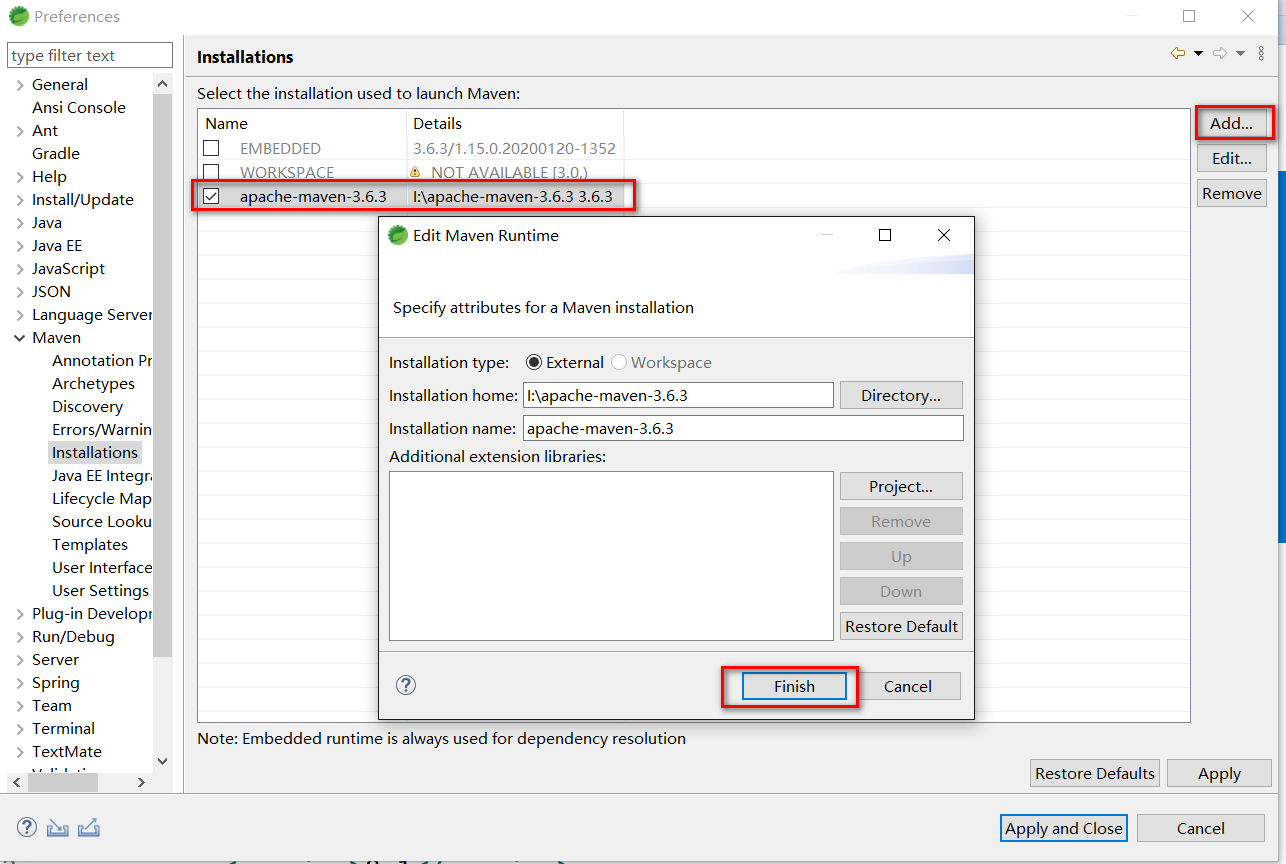 Preferences
type filter text
General
Ansi Console
Ant
Gradle
Help
Install/Update
Java
Java EE
JavaScript
JSON
Language Server
Maven
Annotation Pr
Archetypes
Discovery
Errors/Warnin
Installations
Java EE Integra
Lifecycle Map
Source Looku
Templates
User Interface
User Settings
Plug-in Developm
Run/Debug
Server
Spring
Team
Terminal
TextMate
Installations
Select the installation used to launch Maven:
Name Details
EMBEDDED 3.6.3/1.15.0.20200120-1352
WORKSPACE NOT AVAILABLE [3.0,)
apache-maven-3.6.3 I:\apache-maven-3.6.3 3.6.3
Add...
Edit...
Remove
Edit Maven Runtime
Specify attributes for a Maven installation
Installation type: External Workspace
Installation home: I:\apache-maven-3.6.3 Directory...
Installation name: apache-maven-3.6.3
Additional extension libraries:
Project...
Remove
Up
Down
Restore Default
Finish Cancel
Note: Embedded runtime is always used for dependency resolution
Restore Defaults Apply
Apply and Close Cancel